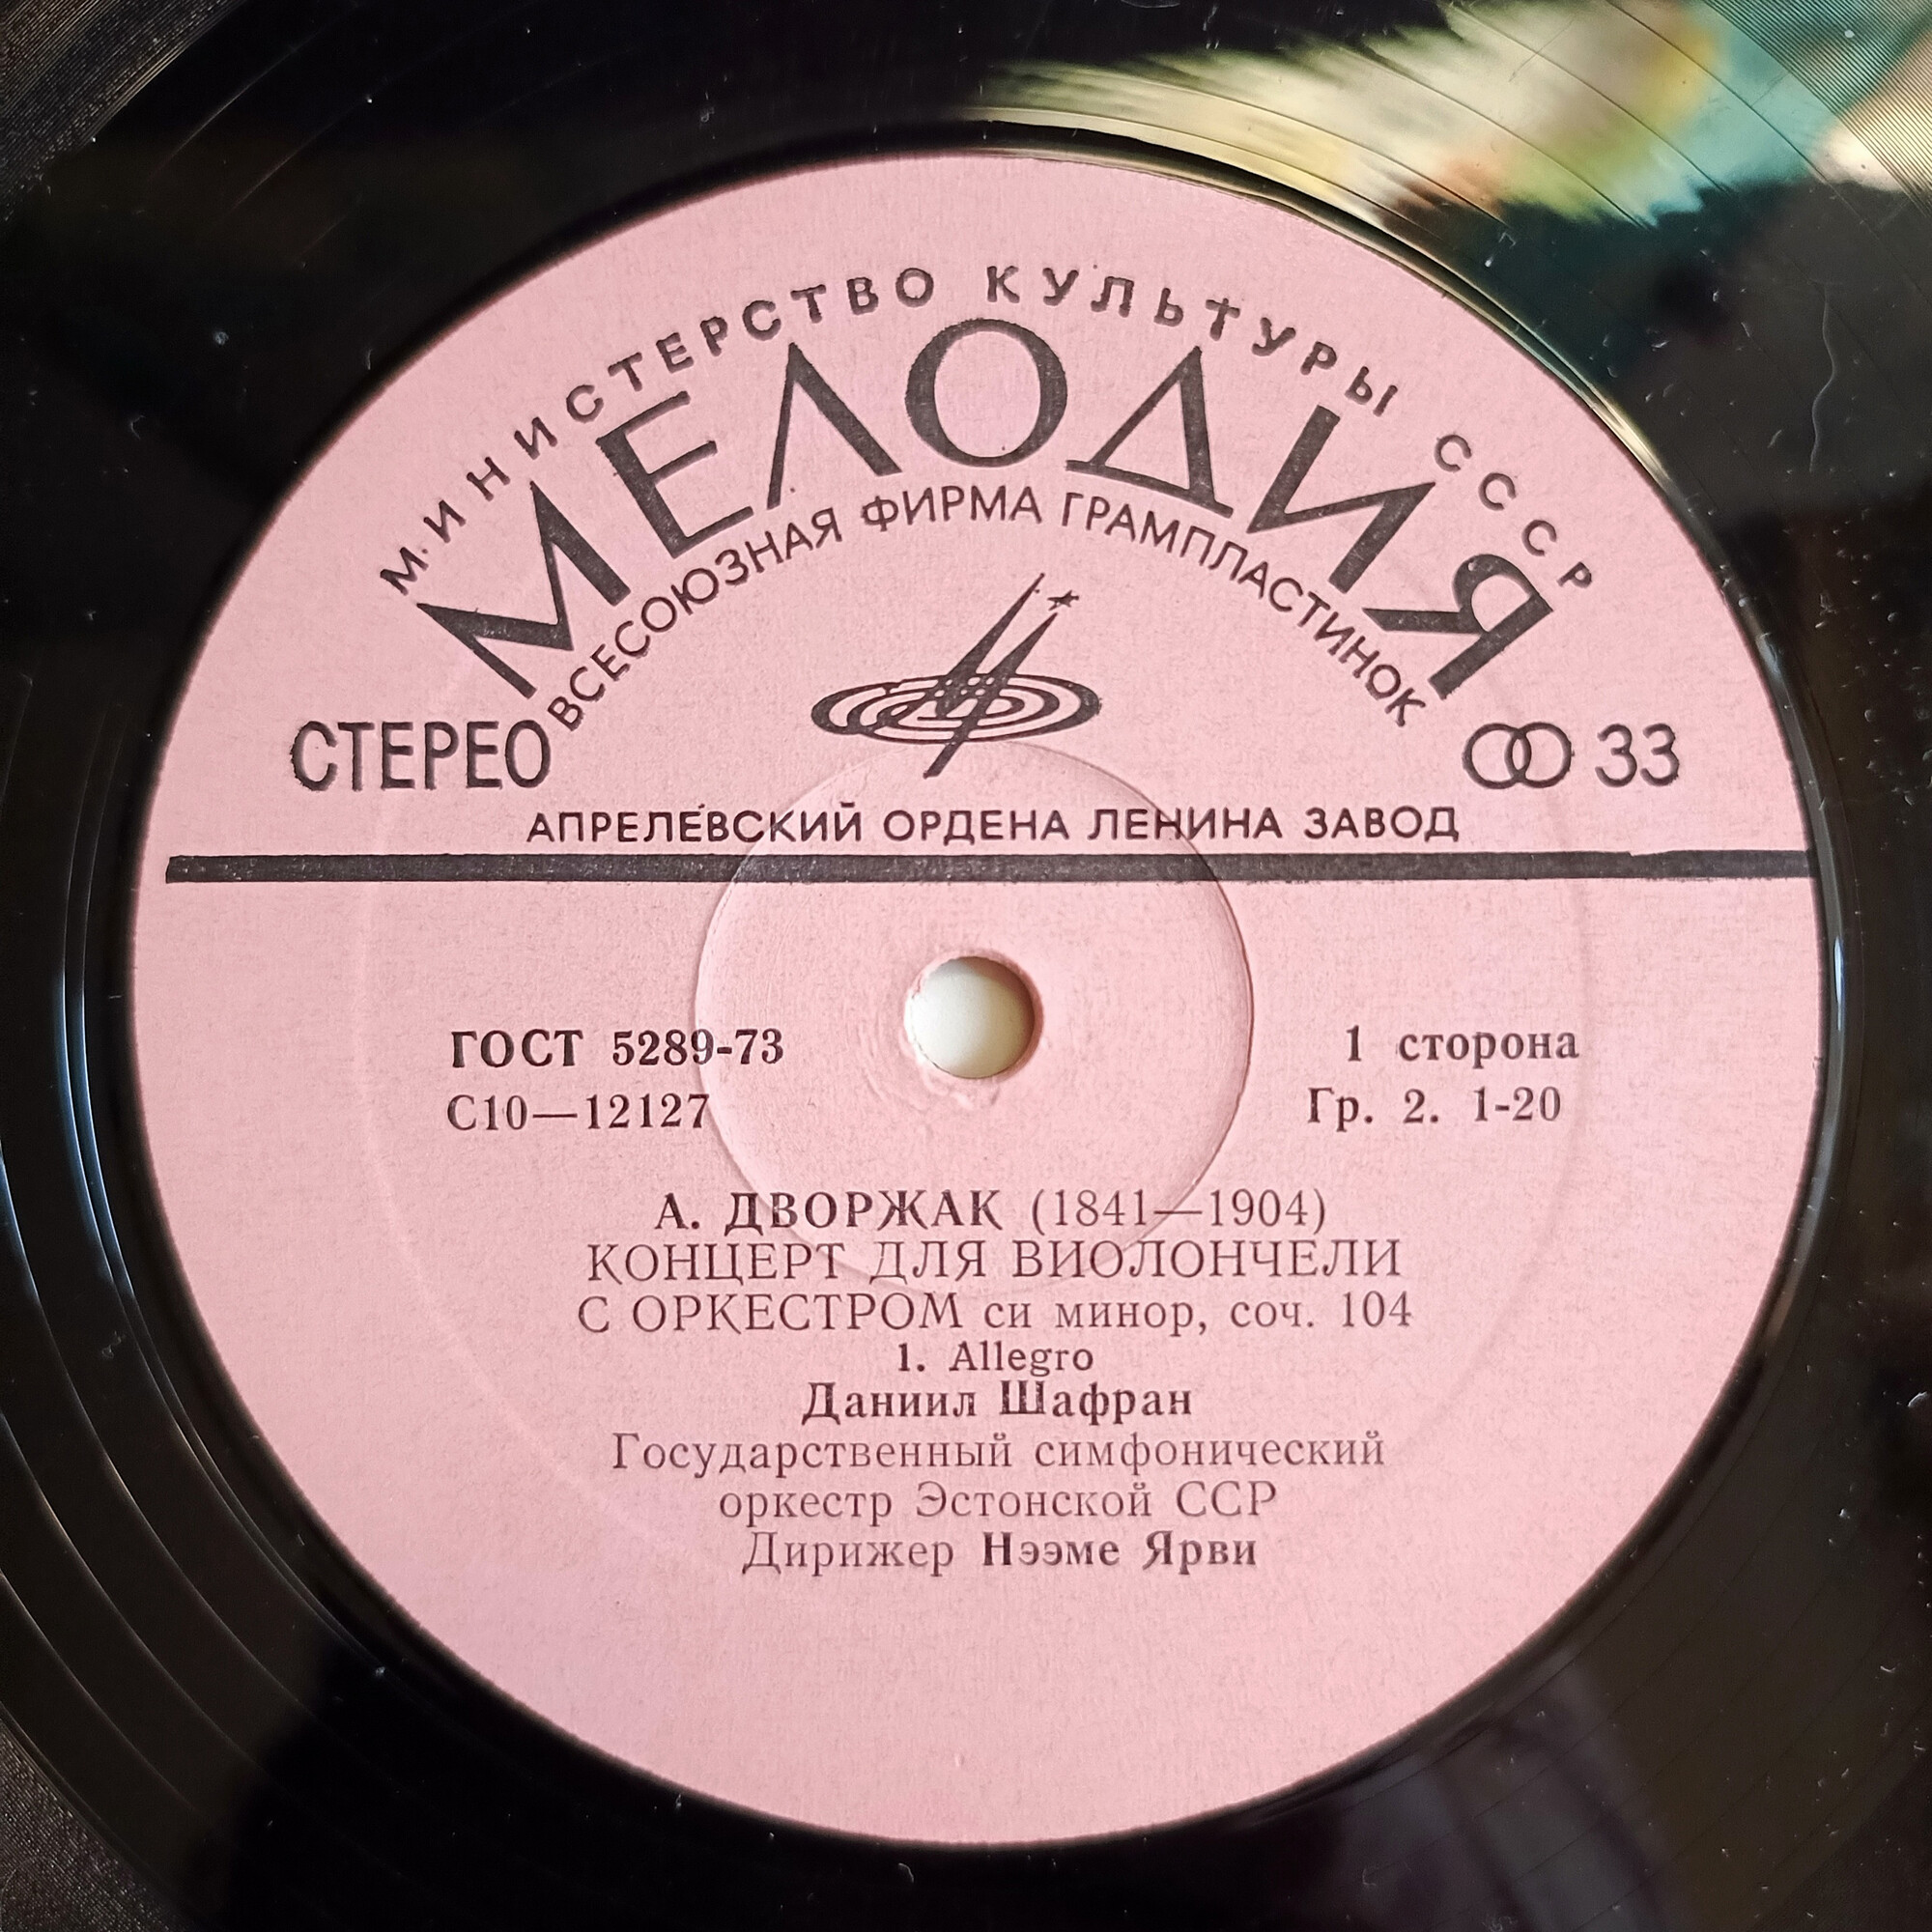 МИНИСТЕРСТВО КУЛЬТУРЫ СССР
МЕЛОДИЯ
ВСЕСОЮЗНАЯ ФИРМА ГРАМПЛАСТИНОК
СТЕРЕО
33
АПРЕЛЕВСКИЙ ОРДЕНА ЛЕНИНА ЗАВОД
ГОСТ 5289-73
С10—12127
1 сторона
Гр. 2. 1-20
А. ДВОРЖАК (1841—1904)
КОНЦЕРТ ДЛЯ ВИОЛОНЧЕЛИ
С ОРКЕСТРОМ си минор, соч. 104
1. Allegro
Даниил Шафран
Государственный симфонический
оркестр Эстонской ССР
Дирижер Нээме Ярви